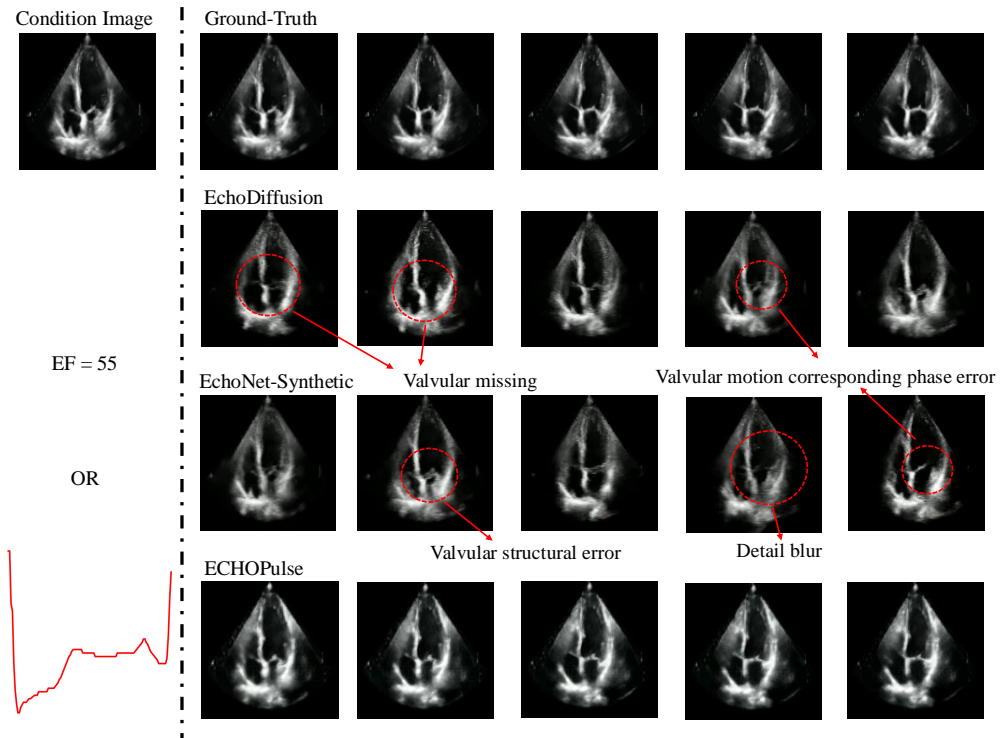 Condition Image
Ground-Truth
EchoDiffusion
EF = 55
EchoNet-Synthetic
Valvular missing
Valvular motion corresponding phase error
OR
Valvular structural error
Detail blur
ECHOPulse